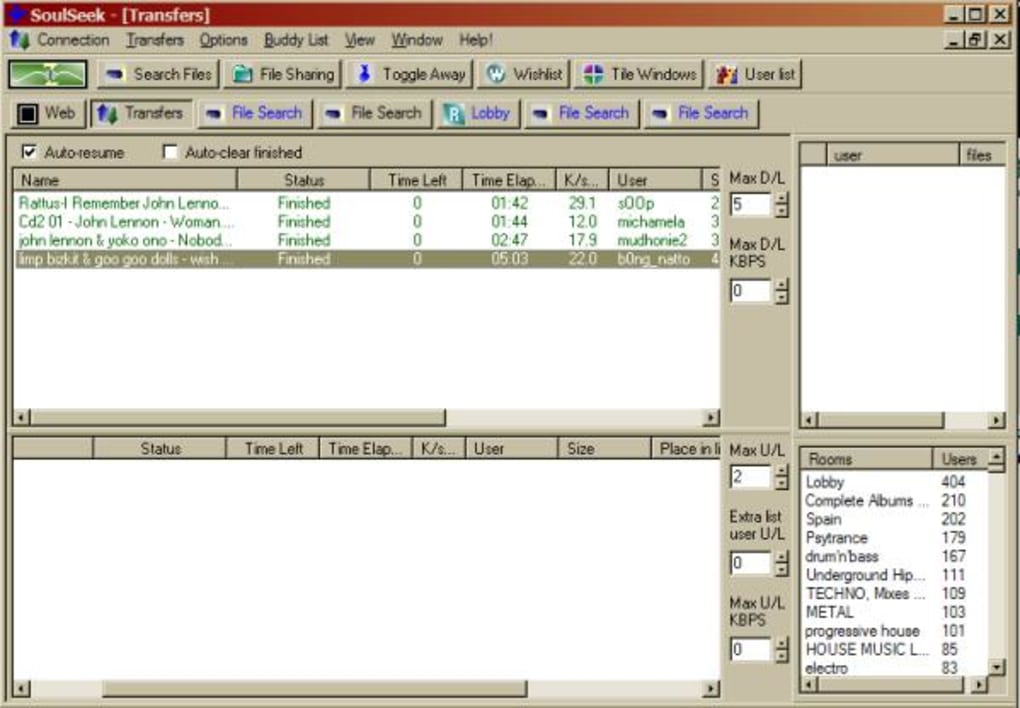 SoulSeek - [Transfers]
Connection Transfers Options Buddy List View Window Help!
Search Files File Sharing Toggle Away Wishlist Tile Windows User list
Web Transfers File Search File Search Lobby File Search File Search
Auto-resume Auto-clear finished
Name Status Time Left Time Elap... K/s... User S
Rattus-I Remember John Lenno... Finished 0 01:42 29.1 s0Op 2
Cd2 01 - John Lennon - Woman.... Finished 0 01:44 12.0 michamela 3
john lennon & yoko ono - Nobod... Finished 0 02:47 17.9 mudhonie2 3
limp bizkit & goo goo dolls - wish ... Finished 0 05:03 22.0 b0ng_natto 4
Max D/L
5
Max D/L
KBPS
0
user files
Status Time Left Time Elap... K/s... User Size Place in li
Max U/L
2
Extra list
user U/L
0
Max U/L
KBPS
0
Rooms Users
Lobby 404
Complete Albums ... 210
Spain 202
Psytrance 179
drum'n'bass 167
Underground Hip... 111
TECHNO, Mixes ... 109
METAL 103
progressive house 101
HOUSE MUSIC L... 85
electro 83